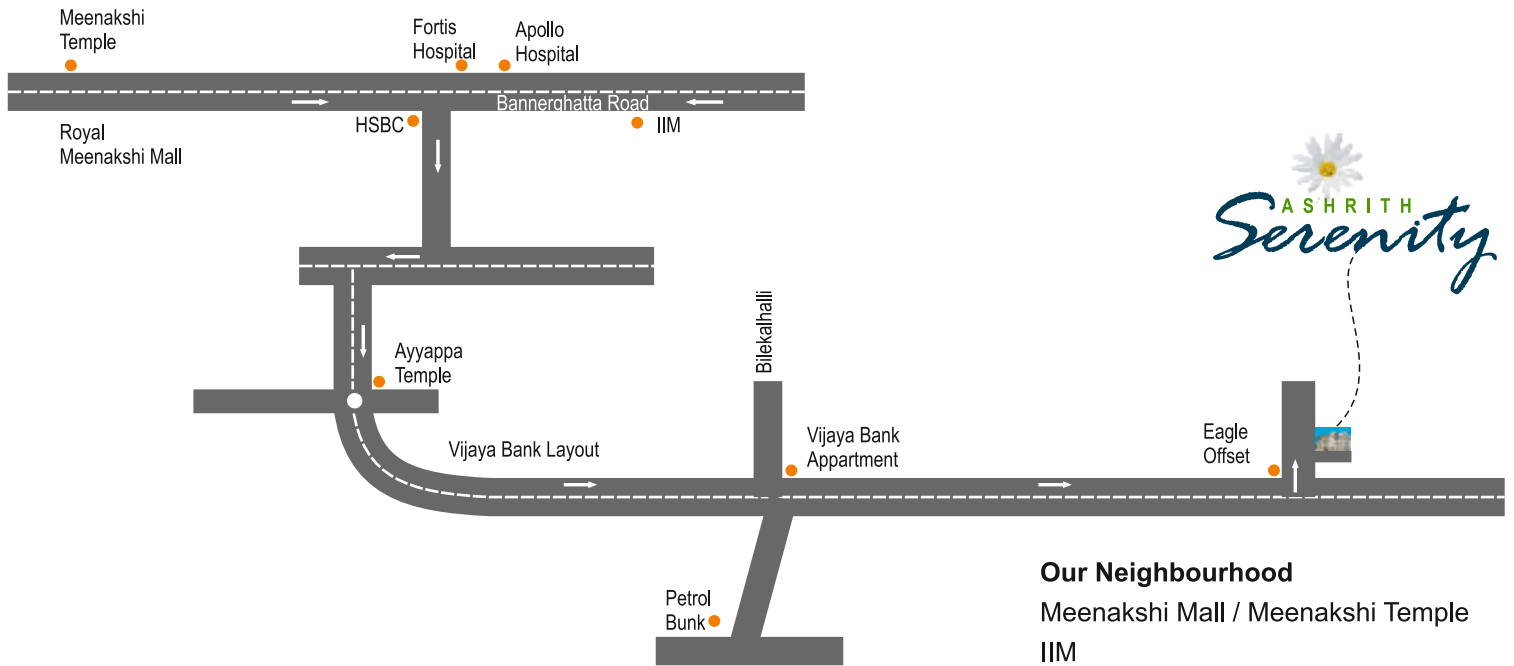 Meenakshi
Temple
Fortis
Hospital
Apollo
Hospital
Bannerghatta Road
Royal
Meenakshi Mall
HSBC
IIM
ASHRITH
Serenity
Bilekalhalli
Ayyappa
Temple
Vijaya Bank Layout
Vijaya Bank
Appartment
Eagle
Offset
Petrol
Bunk
Our Neighbourhood
Meenakshi Mall / Meenakshi Temple
IIM